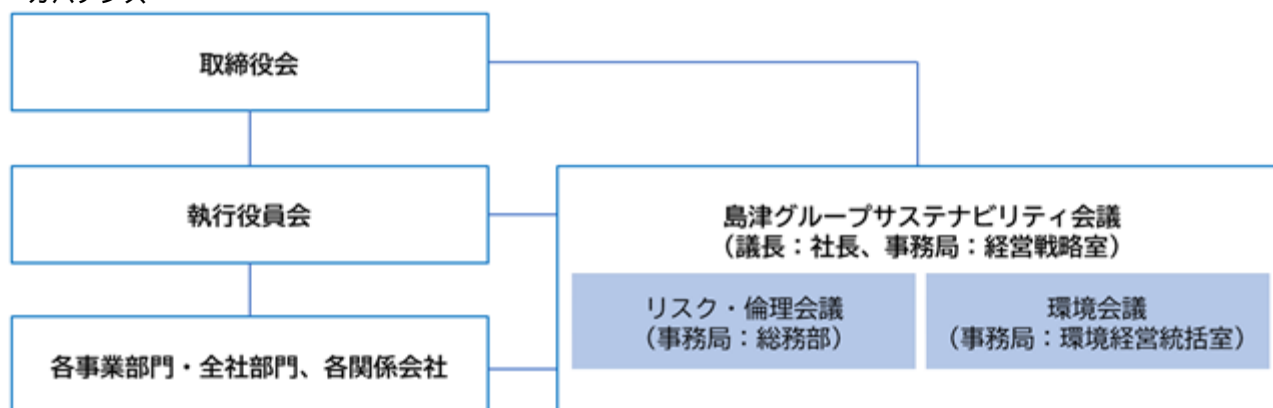 取締役会
執行役員会
島津グループサステナビリティ会議
（議長：社長、事務局：経営戦略室）
リスク・倫理会議
（事務局：総務部）
環境会議
（事務局：環境経営統括室）
各事業部門・全社部門、各関係会社